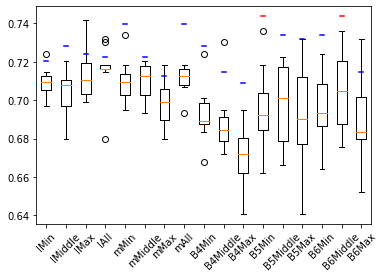 0.74
0.72
0.70
0.68
0.66
0.64
lMin
lMiddle
lMax
lAll
mMin
mMiddle
mMax
mAll
B4Min
B4Middle
B4Max
B5Min
B5Middle
B5Max
B6Min
B6Middle
B6Max